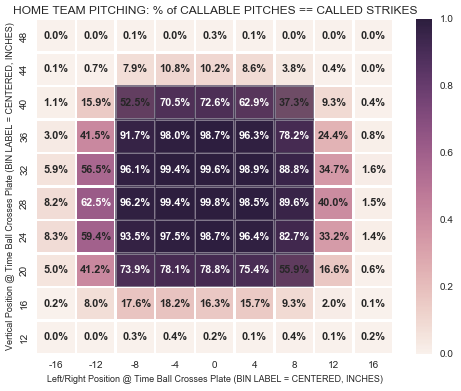 HOME TEAM PITCHING: % of CALLABLE PITCHES == CALLED STRIKES
Vertical Position @ Time Ball Crosses Plate (BIN LABEL = CENTERED, INCHES)
48 0.0% 0.0% 0.1% 0.0% 0.3% 0.1% 0.0% 0.0% 0.0%
44 0.1% 0.7% 7.9% 10.8% 10.2% 8.6% 3.8% 0.4% 0.0%
40 1.1% 15.9% 52.5% 70.5% 72.6% 62.9% 37.3% 9.3% 0.4%
36 3.0% 41.5% 91.7% 98.0% 98.7% 96.3% 78.2% 24.4% 0.8%
32 5.9% 56.5% 96.1% 99.4% 99.6% 98.9% 88.8% 34.7% 1.6%
28 8.2% 62.5% 96.2% 99.4% 99.8% 98.5% 89.6% 40.0% 1.5%
24 8.3% 59.4% 93.5% 97.5% 98.7% 96.4% 82.7% 33.2% 1.4%
20 5.0% 41.2% 73.9% 78.1% 78.8% 75.4% 55.9% 16.6% 0.6%
16 0.2% 8.0% 17.6% 18.2% 16.3% 15.7% 9.3% 2.0% 0.1%
12 0.0% 0.0% 0.3% 0.4% 0.2% 0.1% 0.4% 0.1% 0.2%
-16 -12 -8 -4 0 4 8 12 16
Left/Right Position @ Time Ball Crosses Plate (BIN LABEL = CENTERED, INCHES)
1.0
0.8
0.6
0.4
0.2
0.0